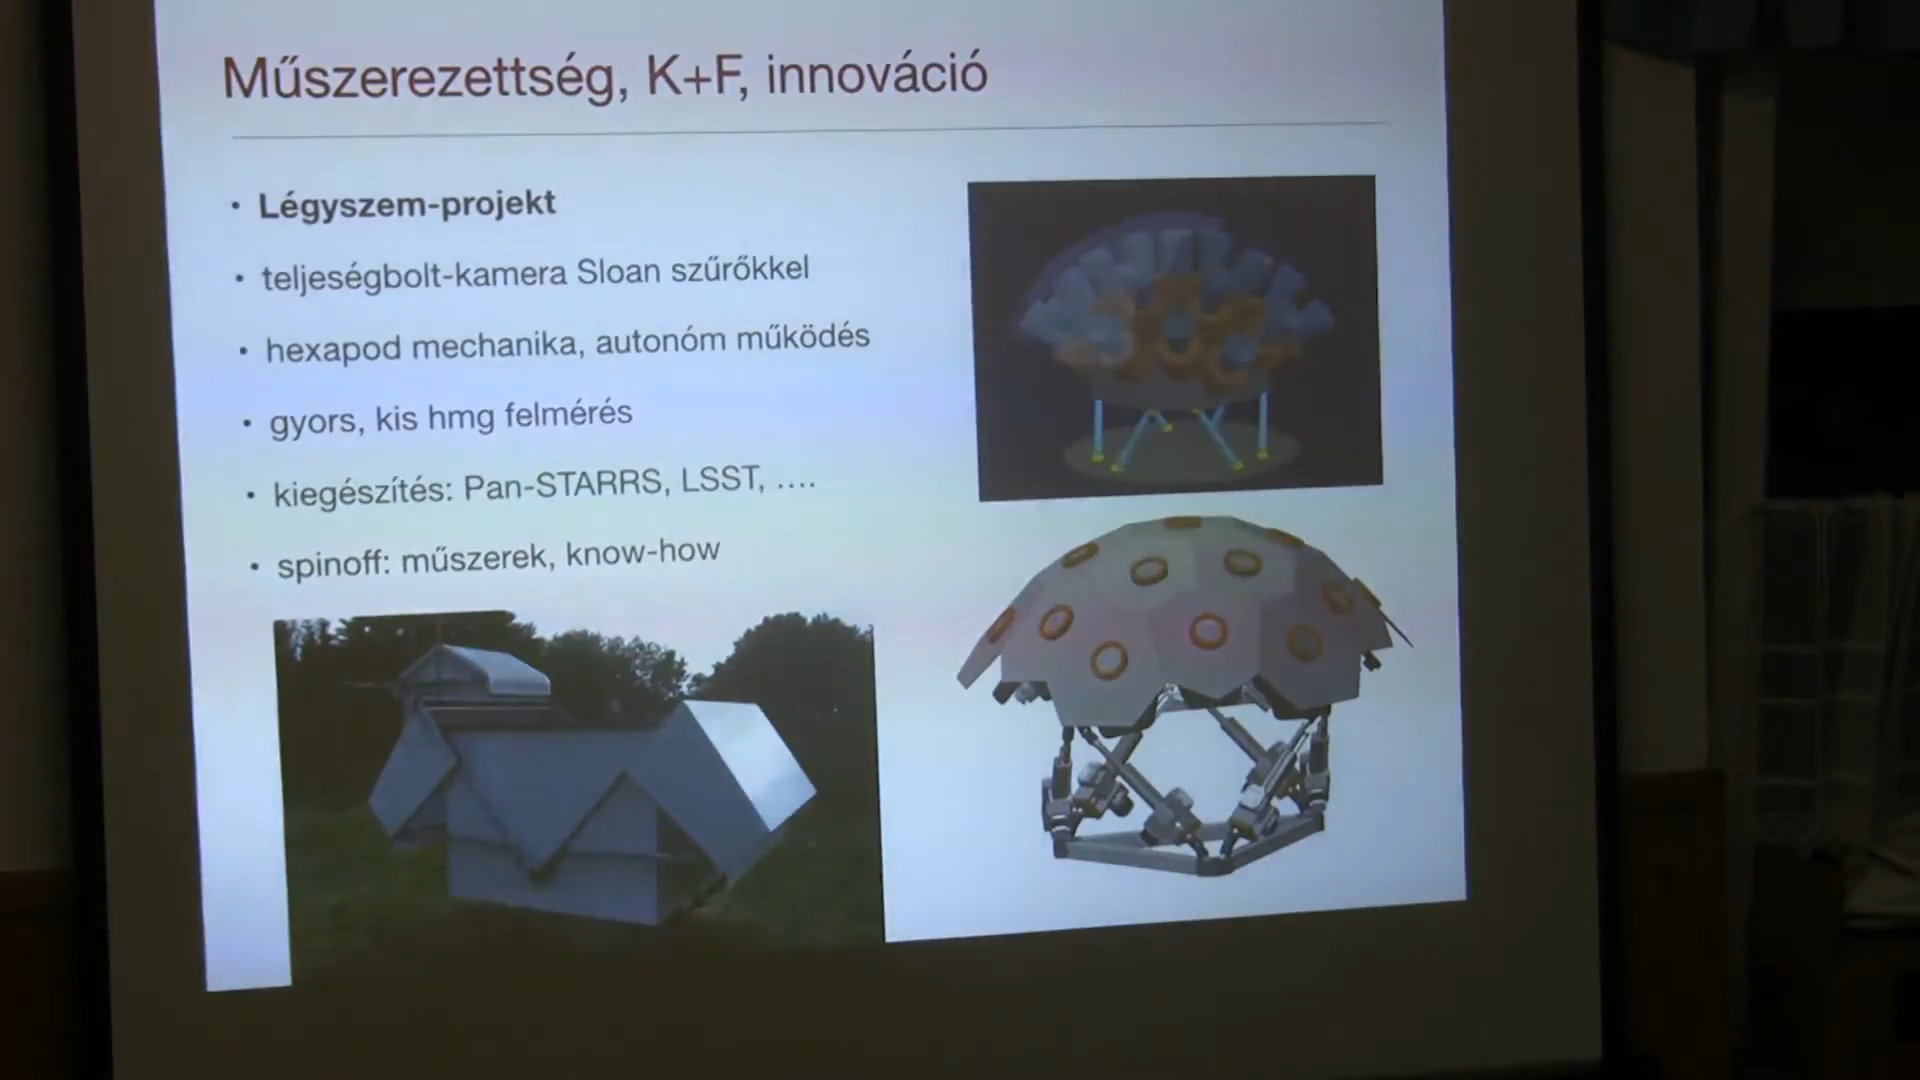 Műszerezettség, K+F, innováció
• Légyszem-projekt
• teljeségbolt-kamera Sloan szűrőkkel
• hexapod mechanika, autonóm működés
• gyors, kis hmg felmérés
• kiegészítés: Pan-STARRS, LSST, ....
• spinoff: műszerek, know-how